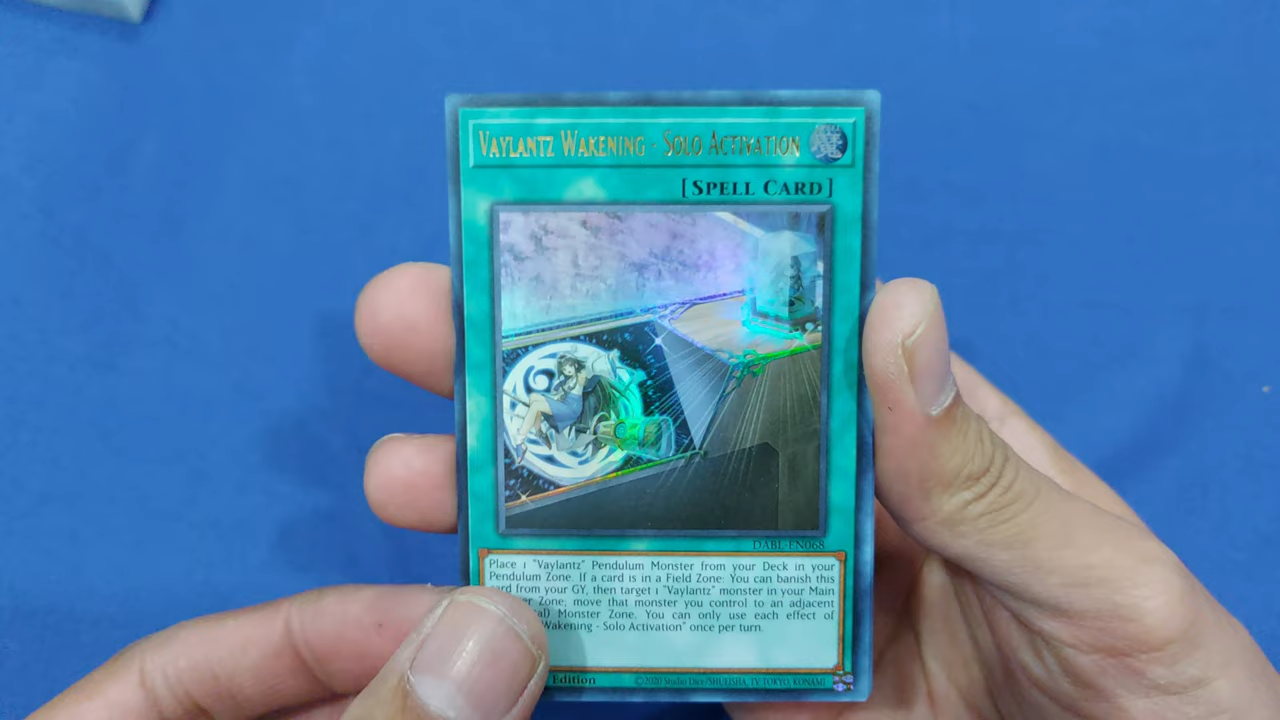 VAYLANTZ WAKENING - SOLO ACTIVATION
[SPELL CARD]
DABL-EN068
Place 1 "Vaylantz" Pendulum Monster from your Deck in your
Pendulum Zone. If a card is in a Field Zone: You can banish this
card from your GY, then target 1 "Vaylantz" monster in your Main
Zone; move that monster you control to an adjacent
Monster Zone. You can only use each effect of
Wakening - Solo Activation" once per turn.
Edition
©2020 Studio Dice/SHUEISHA, TV TOKYO, KONAMI